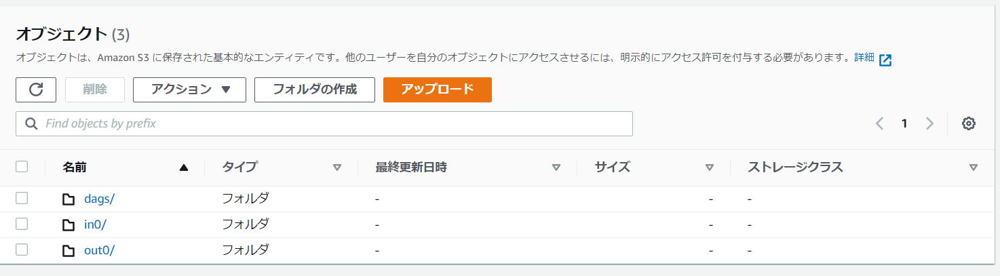 オブジェクト (3)
オブジェクトは、Amazon S3 に保存された基本的なエンティティです。他のユーザーを自分のオブジェクトにアクセスさせるには、明示的にアクセス許可を付与する必要があります。詳細
削除 アクション フォルダの作成 アップロード
Find objects by prefix 1
名前 タイプ 最終更新日時 サイズ ストレージクラス
dags/ フォルダ - - -
in0/ フォルダ - - -
out0/ フォルダ - - -